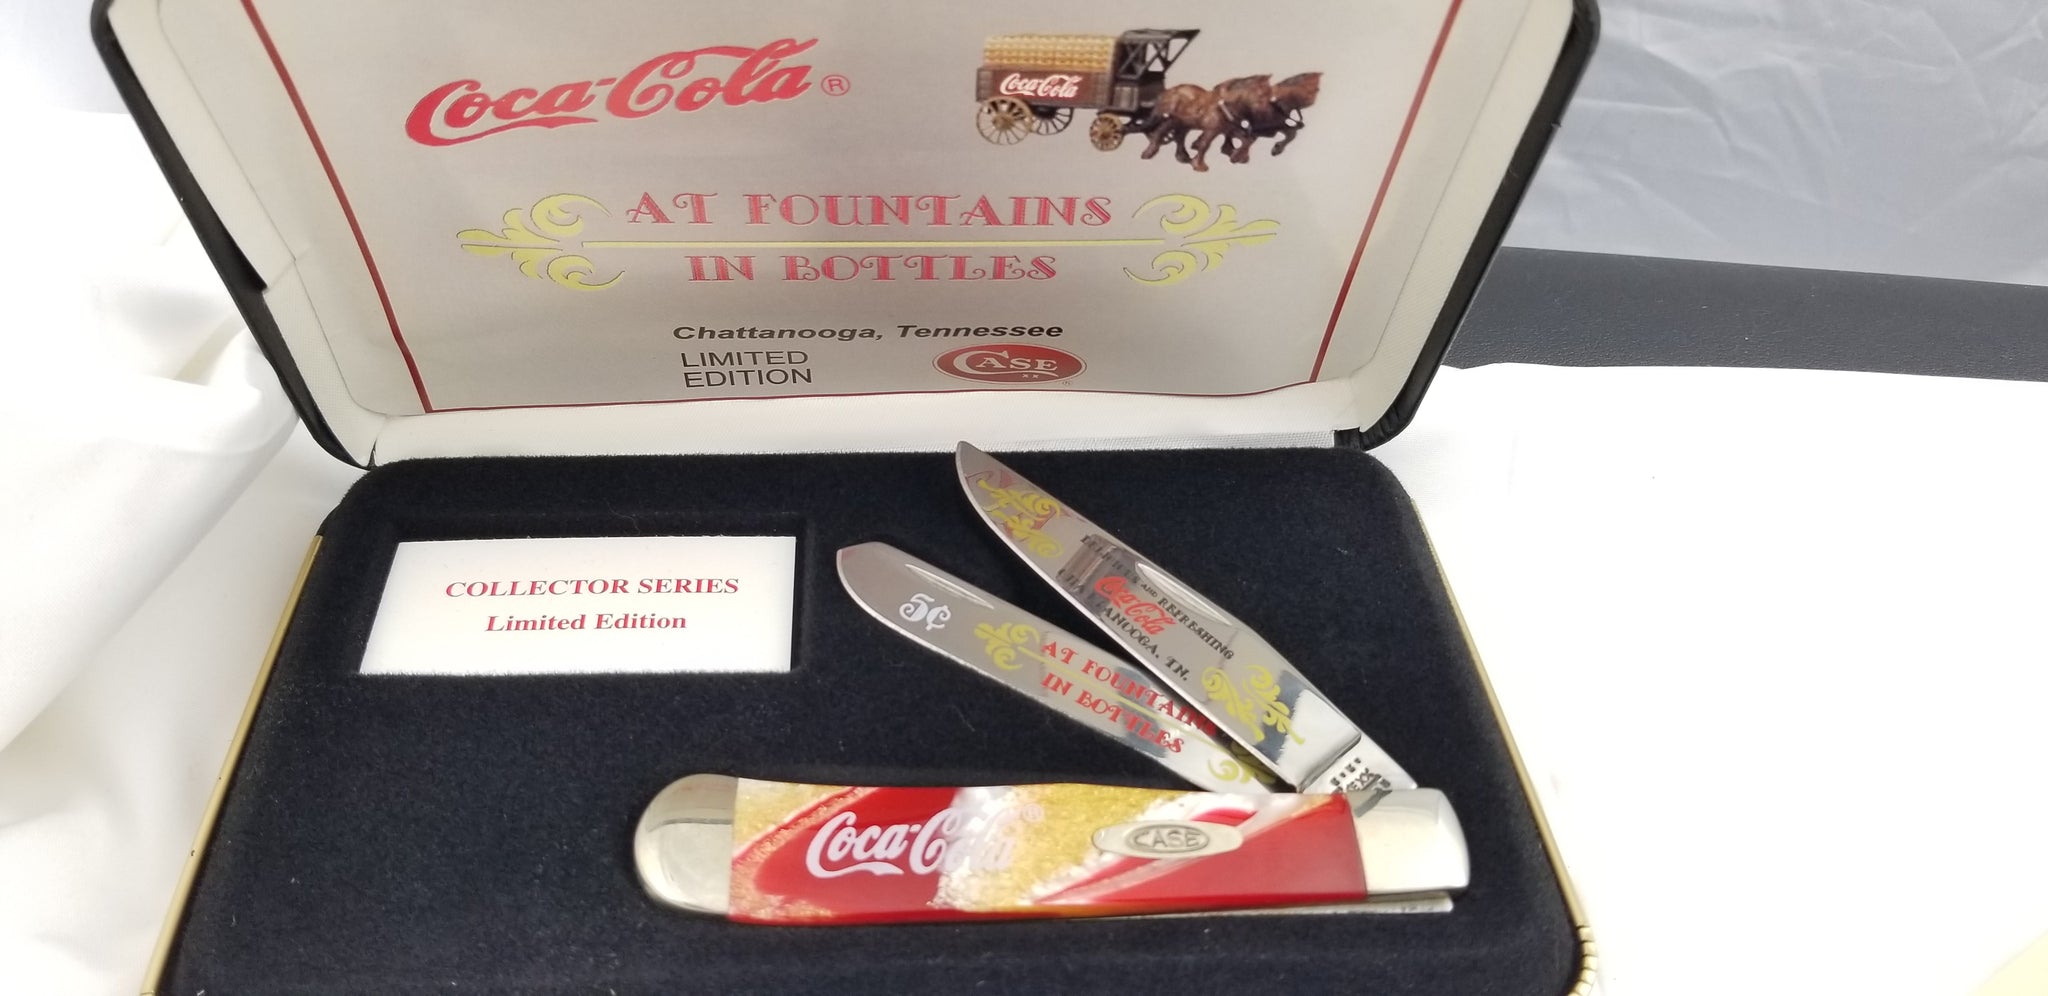 Coca-Cola®
Coca-Cola
AT FOUNTAINS
IN BOTTLES
Chattanooga, Tennessee
LIMITED
EDITION
CASE
XX
®
COLLECTOR SERIES
Limited Edition
AND REFRESHING
Coca-Cola
CHATTANOOGA, TN.
5¢
AT FOUNTAINS
IN BOTTLES
Coca-Cola®
CASE